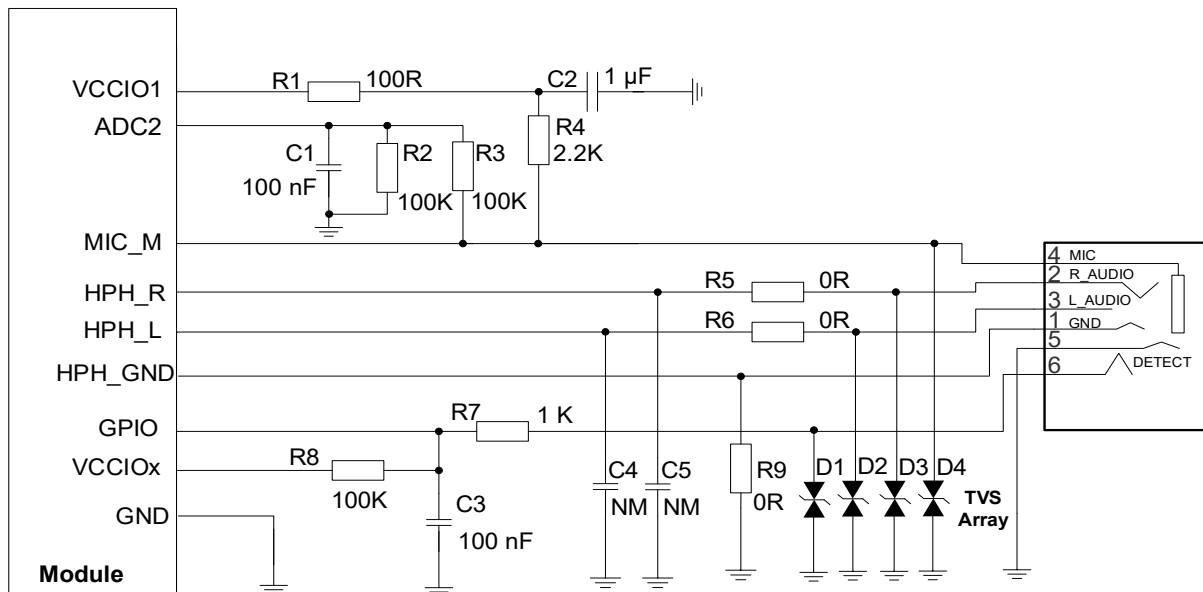 VCCIO1
R1
100R
C2
1 µF
ADC2
C1
100 nF
R2
100K
R3
100K
R4
2.2K
MIC_M
HPH_R
R5
0R
HPH_L
R6
0R
HPH_GND
GPIO
R7
1 K
VCCIOx
R8
100K
C3
100 nF
GND
Module
C4
NM
C5
NM
R9
0R
D1
D2
D3
D4
TVS
Array
4
MIC
2
R_AUDIO
3
L_AUDIO
1
GND
5
6
DETECT